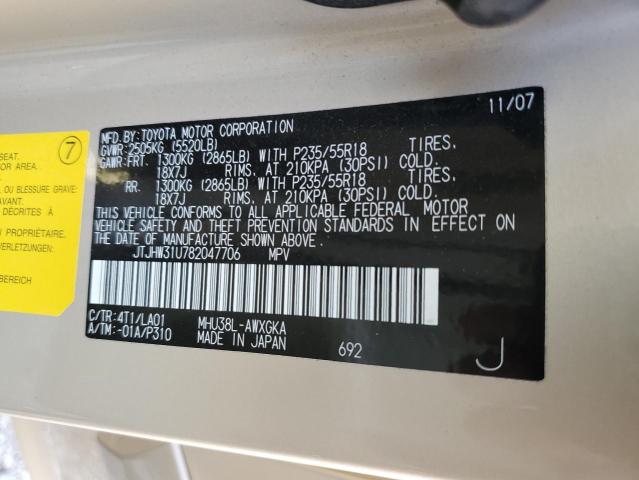 7
SEAT.
OR AREA.
OU BLESSURE GRAVE:
AVANT.
DÉCRITES À
U PROPRIÉTAIRE.
VERLETZUNGEN.
BEREICH
11/07
MFD.BY:TOYOTA MOTOR CORPORATION
GVWR:2505KG (5520LB)
GAWR:FRT. 1300KG (2865LB) WITH P235/55R18 TIRES.
18X7J RIMS. AT 210KPA (30PSI) COLD.
RR. 1300KG (2865LB) WITH P235/55R18 TIRES.
18X7J RIMS. AT 210KPA (30PSI) COLD.
THIS VEHICLE CONFORMS TO ALL APPLICABLE FEDERAL MOTOR
VEHICLE SAFETY AND THEFT PREVENTION STANDARDS IN EFFECT ON
THE DATE OF MANUFACTURE SHOWN ABOVE.
JTJHW31U782047706 MPV
C/TR:4T1/LA01 MHU38L-AWXGKA
A/TM:-01A/P310 MADE IN JAPAN 692 J